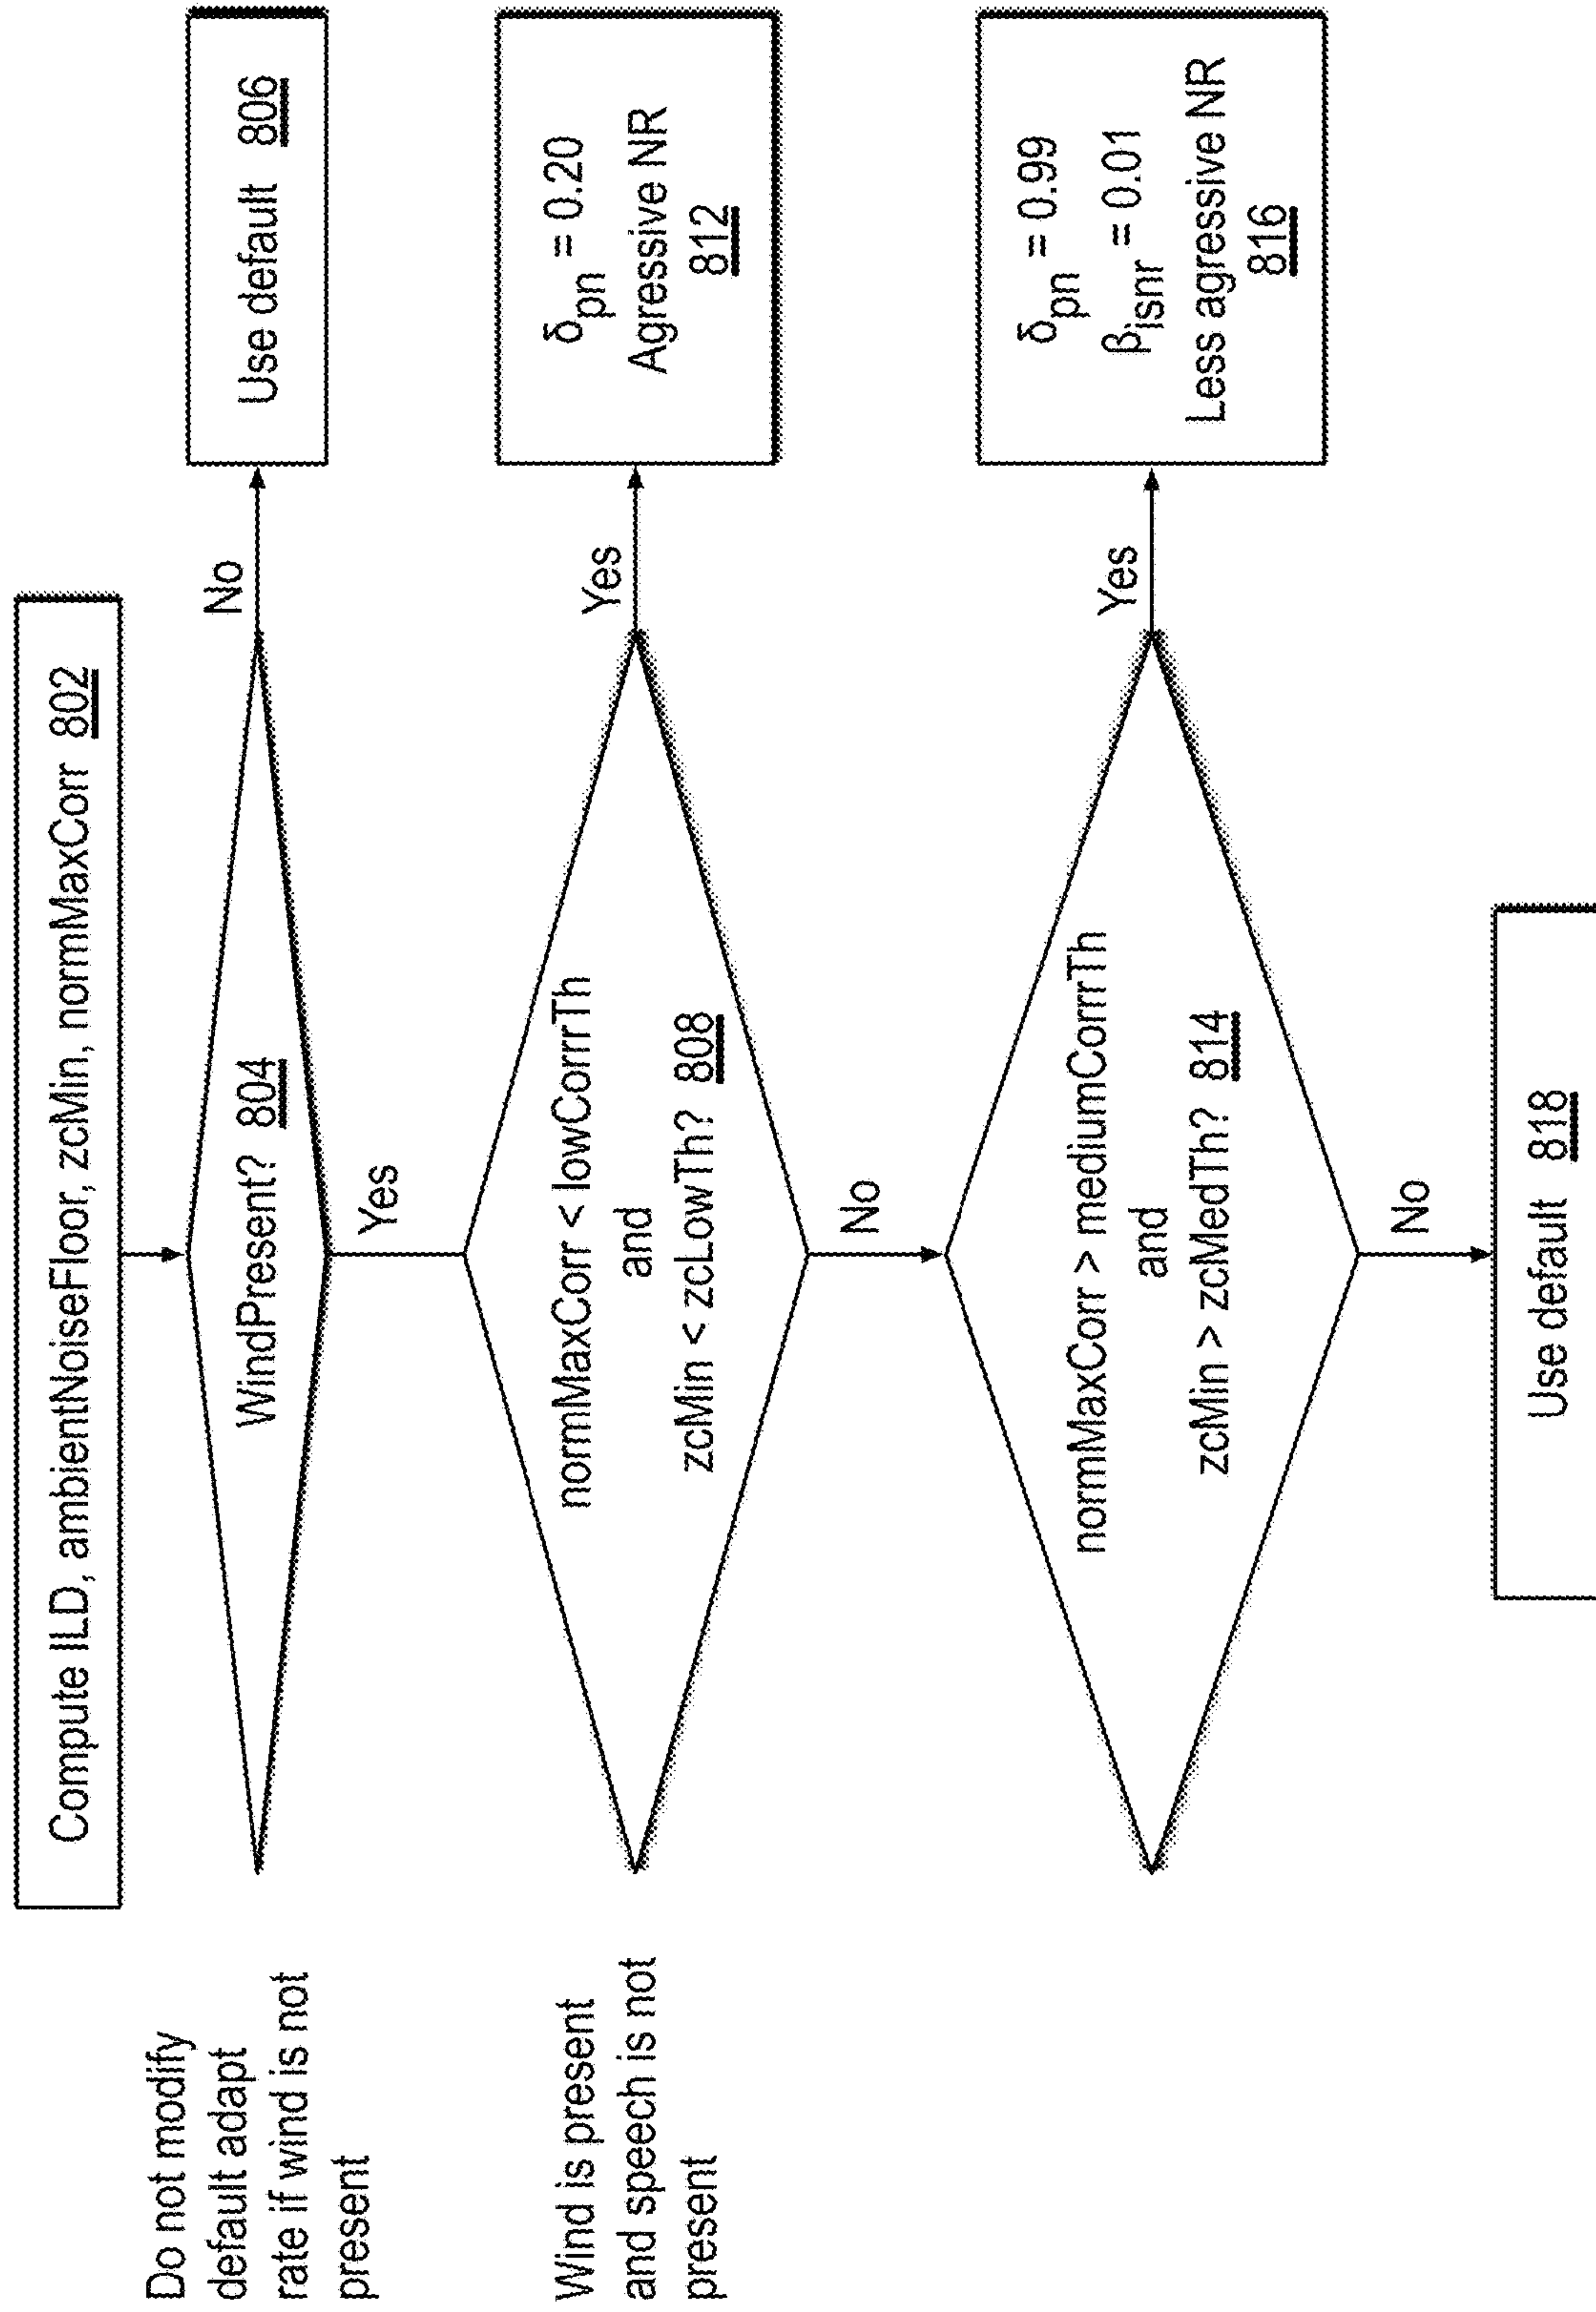 Compute ILD, ambientNoiseFloor, zcMin, normMaxCorr 802
Do not modify
default adapt
rate if wind is not
present
WindPresent? 804
No
Use default 806
Yes
Wind is present
and speech is not
present
normMaxCorr < lowCorrrTh
and
zcMin < zcLowTh? 808
Yes
δpn = 0.20
Agressive NR
812
No
normMaxCorr > mediumCorrrTh
and
zcMin > zcMedTh? 814
Yes
δpn = 0.99
βisnr = 0.01
Less agressive NR
816
No
Use default 818